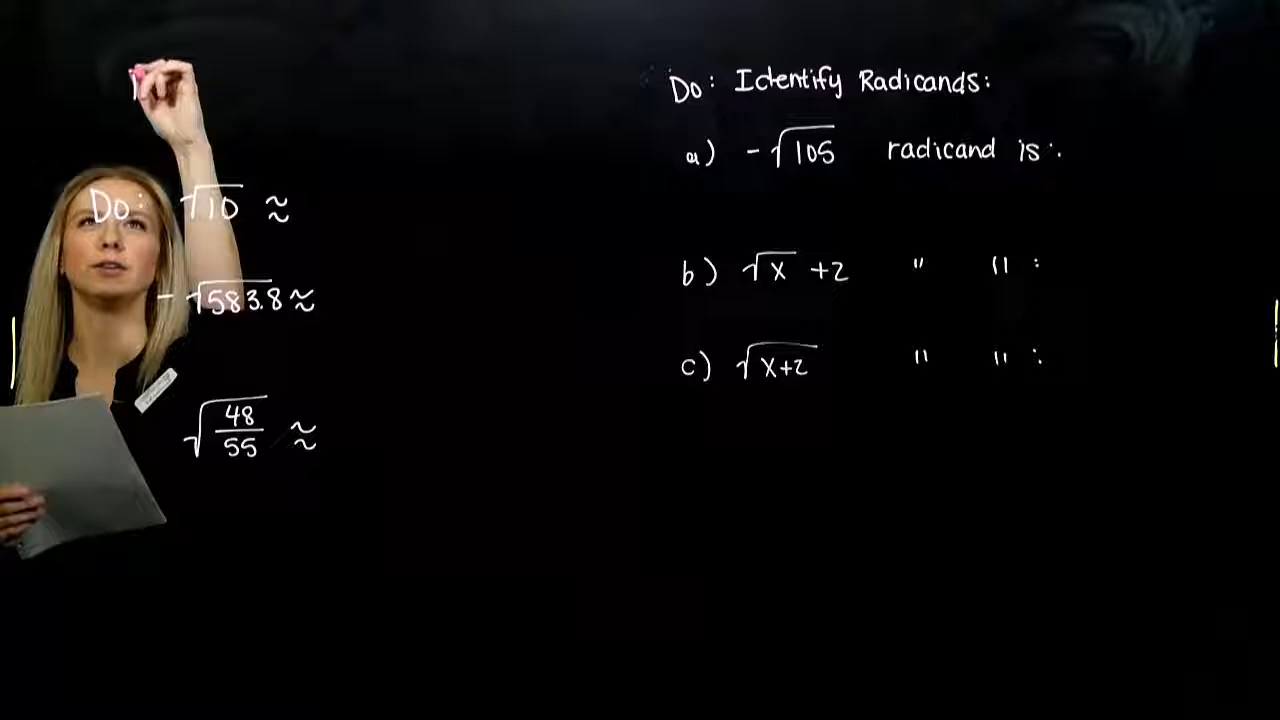 Do: √10 ≈
-√583.8 ≈
√48/55 ≈
Do: Identify Radicands:
a) -√105 radicand is:
b) √x +2 " " :
c) √x+2 " " :